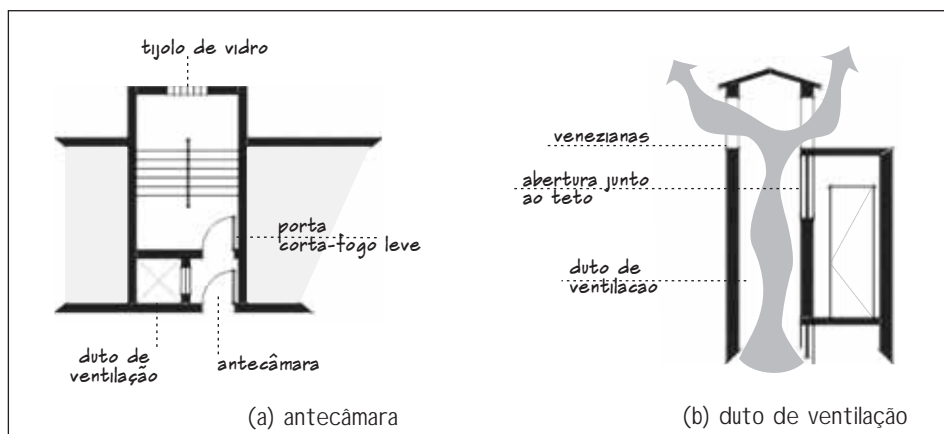 tijolo de vidro
porta
corta-fogo leve
duto de
ventilação
antecâmara
(a) antecâmara
venezianas
abertura junto
ao teto
duto de
ventilacao
(b) duto de ventilação